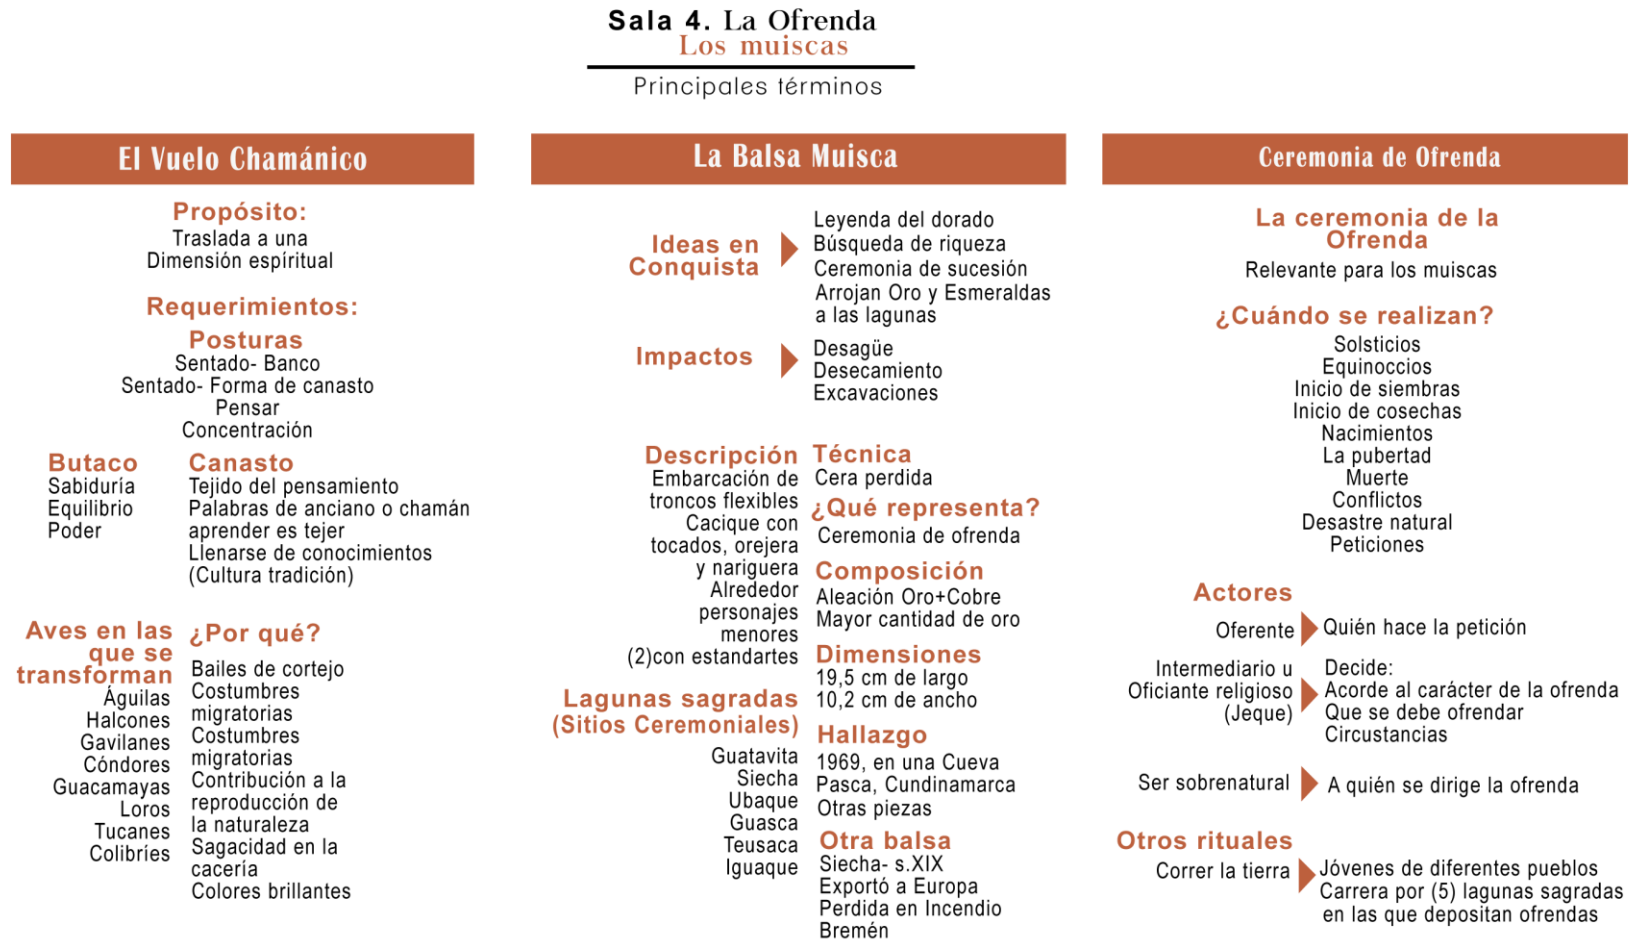 Sala 4. La Ofrenda
Los muiscas
Principales términos
El Vuelo Chamánico
Propósito:
Traslada a una
Dimensión espíritual
Requerimientos:
Posturas
Sentado- Banco
Sentado- Forma de canasto
Pensar
Concentración
Butaco
Sabiduría
Equilibrio
Poder
Canasto
Tejido del pensamiento
Palabras de anciano o chamán
aprender es tejer
Llenarse de conocimientos
(Cultura tradición)
Aves en las
que se
transforman
Águilas
Halcones
Gavilanes
Cóndores
Guacamayas
Loros
Tucanes
Colibríes
¿Por qué?
Bailes de cortejo
Costumbres
migratorias
Costumbres
migratorias
Contribución a la
reproducción de
la naturaleza
Sagacidad en la
cacería
Colores brillantes
La Balsa Muisca
Ideas en
Conquista
Leyenda del dorado
Búsqueda de riqueza
Ceremonia de sucesión
Arrojan Oro y Esmeraldas
a las lagunas
Impactos
Desagüe
Desecamiento
Excavaciones
Descripción
Embarcación de
troncos flexibles
Cacique con
tocados, orejera
y nariguera
Alrededor
personajes
menores
(2)con estandartes
Lagunas sagradas
(Sitios Ceremoniales)
Guatavita
Siecha
Ubaque
Guasca
Teusaca
Iguaque
Técnica
Cera perdida
¿Qué representa?
Ceremonia de ofrenda
Composición
Aleación Oro+Cobre
Mayor cantidad de oro
Dimensiones
19,5 cm de largo
10,2 cm de ancho
Hallazgo
1969, en una Cueva
Pasca, Cundinamarca
Otras piezas
Otra balsa
Siecha- s.XIX
Exportó a Europa
Perdida en Incendio
Bremén
Ceremonia de Ofrenda
La ceremonia de la
Ofrenda
Relevante para los muiscas
¿Cuándo se realizan?
Solsticios
Equinoccios
Inicio de siembras
Inicio de cosechas
Nacimientos
La pubertad
Muerte
Conflictos
Desastre natural
Peticiones
Actores
Oferente
Quién hace la petición
Intermediario u
Oficiante religioso
(Jeque)
Decide:
Acorde al carácter de la ofrenda
Que se debe ofrendar
Circustancias
Ser sobrenatural
A quién se dirige la ofrenda
Otros rituales
Correr la tierra
Jóvenes de diferentes pueblos
Carrera por (5) lagunas sagradas
en las que depositan ofrendas